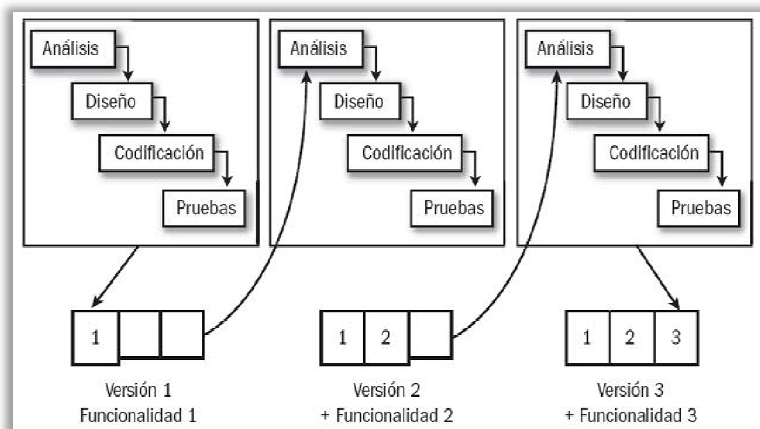 Análisis
Diseño
Codificación
Pruebas
Análisis
Diseño
Codificación
Pruebas
Análisis
Diseño
Codificación
Pruebas
1
1 2
1 2 3
Versión 1
Funcionalidad 1
Versión 2
+ Funcionalidad 2
Versión 3
+ Funcionalidad 3